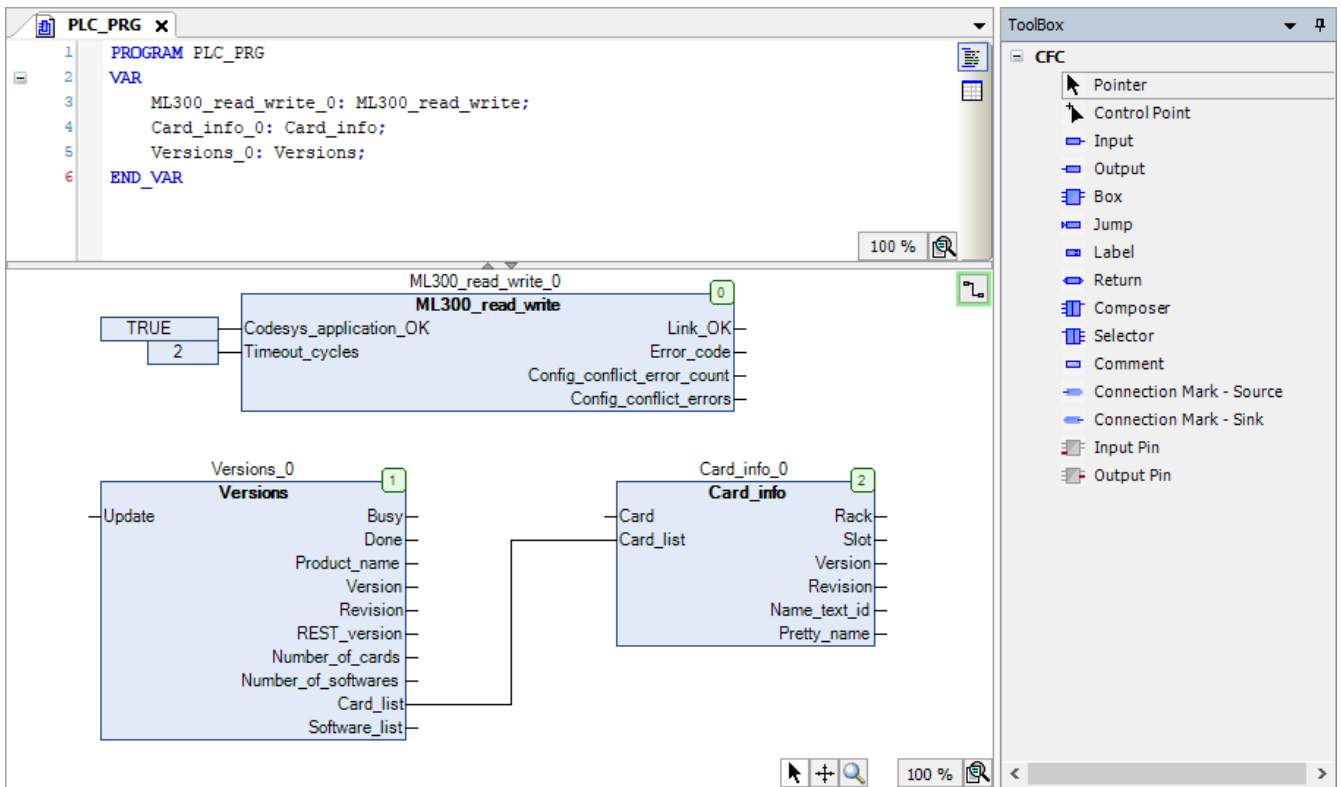 PLC_PRG
1 PROGRAM PLC_PRG
2 VAR
3 ML300_read_write_0: ML300_read_write;
4 Card_info_0: Card_info;
5 Versions_0: Versions;
6 END_VAR
100 %
ML300_read_write_0
0
ML300_read_write
TRUE Codesys_application_OK Link_OK
2 Timeout_cycles Error_code
Config_conflict_error_count
Config_conflict_errors
Versions_0
1
Versions
Update Busy
Done
Product_name
Version
Revision
REST_version
Number_of_cards
Number_of_softwares
Card_list
Software_list
Card_info_0
2
Card_info
Card Rack
Card_list Slot
Version
Revision
Name_text_id
Pretty_name
100 %
ToolBox
CFC
Pointer
Control Point
Input
Output
Box
Jump
Label
Return
Composer
Selector
Comment
Connection Mark - Source
Connection Mark - Sink
Input Pin
Output Pin